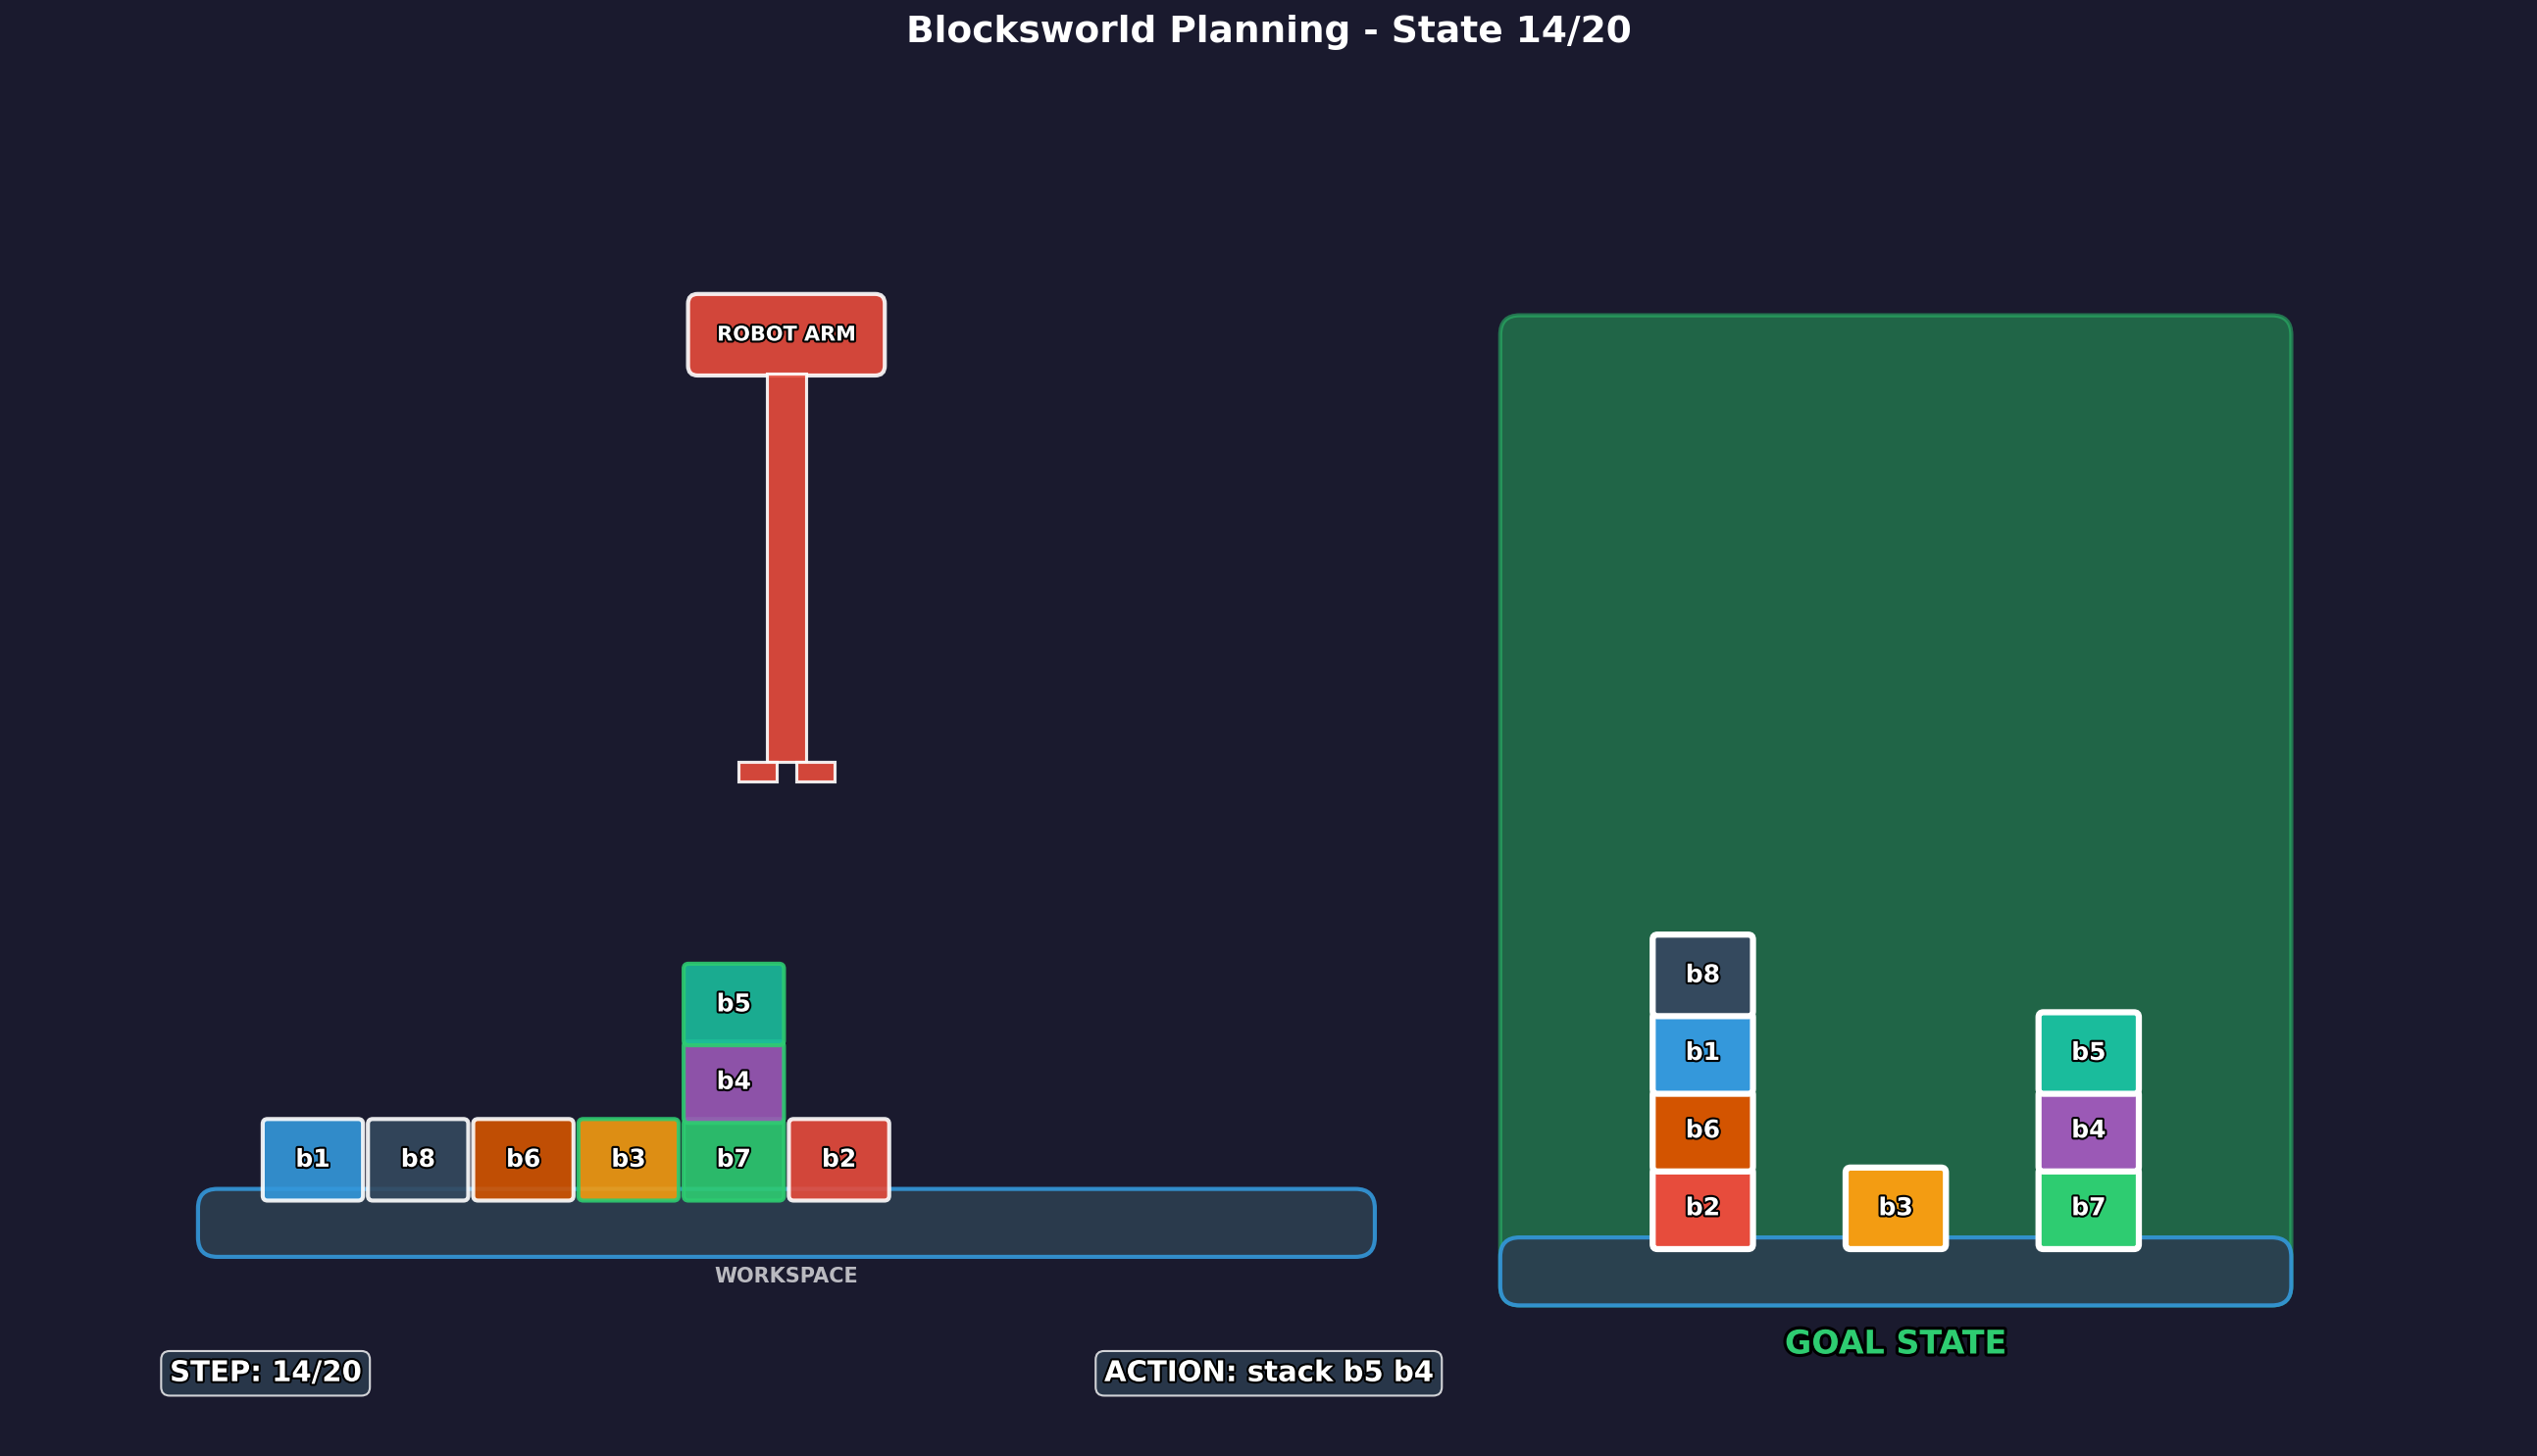 Blocksworld Planning - State 14/20
ROBOT ARM
b5
b4
b1 b8 b6 b3 b7 b2
WORKSPACE
b8
b1 b5
b6 b4
b2 b3 b7
GOAL STATE
STEP: 14/20
ACTION: stack b5 b4